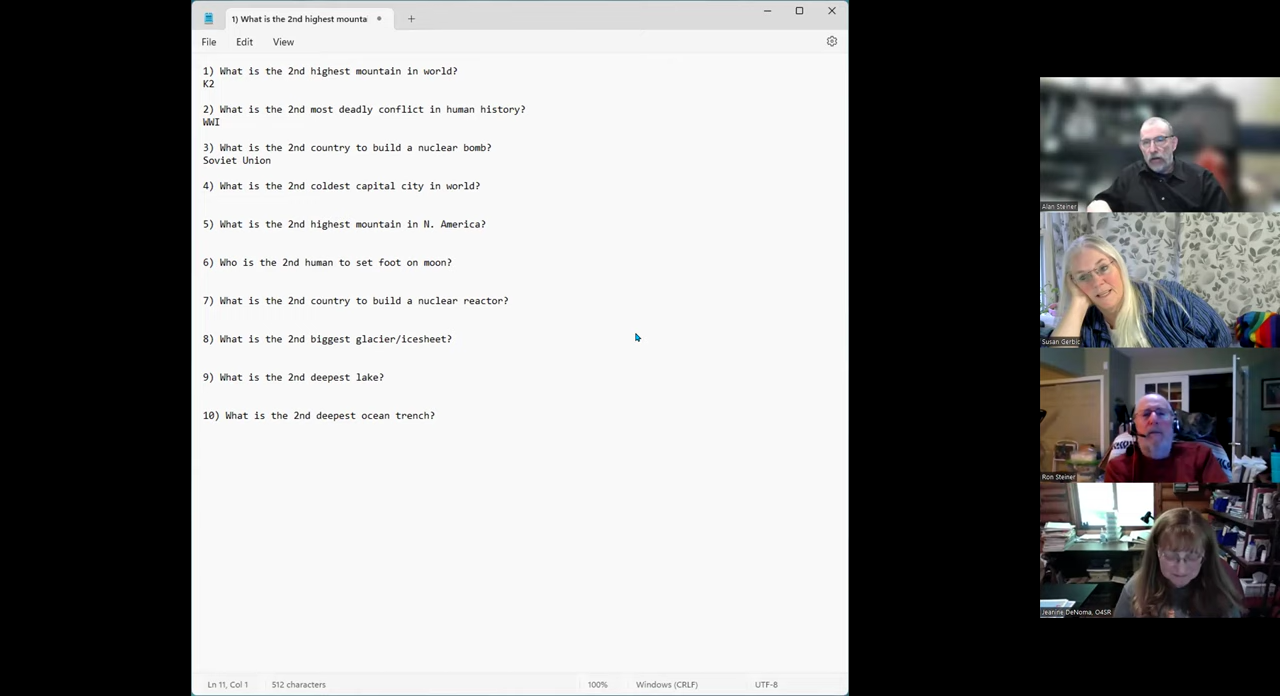 1) What is the 2nd highest mounta
File Edit View
1) What is the 2nd highest mountain in world?
K2
2) What is the 2nd most deadly conflict in human history?
WWI
3) What is the 2nd country to build a nuclear bomb?
Soviet Union
4) What is the 2nd coldest capital city in world?
5) What is the 2nd highest mountain in N. America?
6) Who is the 2nd human to set foot on moon?
7) What is the 2nd country to build a nuclear reactor?
8) What is the 2nd biggest glacier/icesheet?
9) What is the 2nd deepest lake?
10) What is the 2nd deepest ocean trench?
Ln 11, Col 1 512 characters 100% Windows (CRLF) UTF-8
Alan Steiner
Susan Gerbic
Ron Steiner
Jeanine DeNoma, O4SR